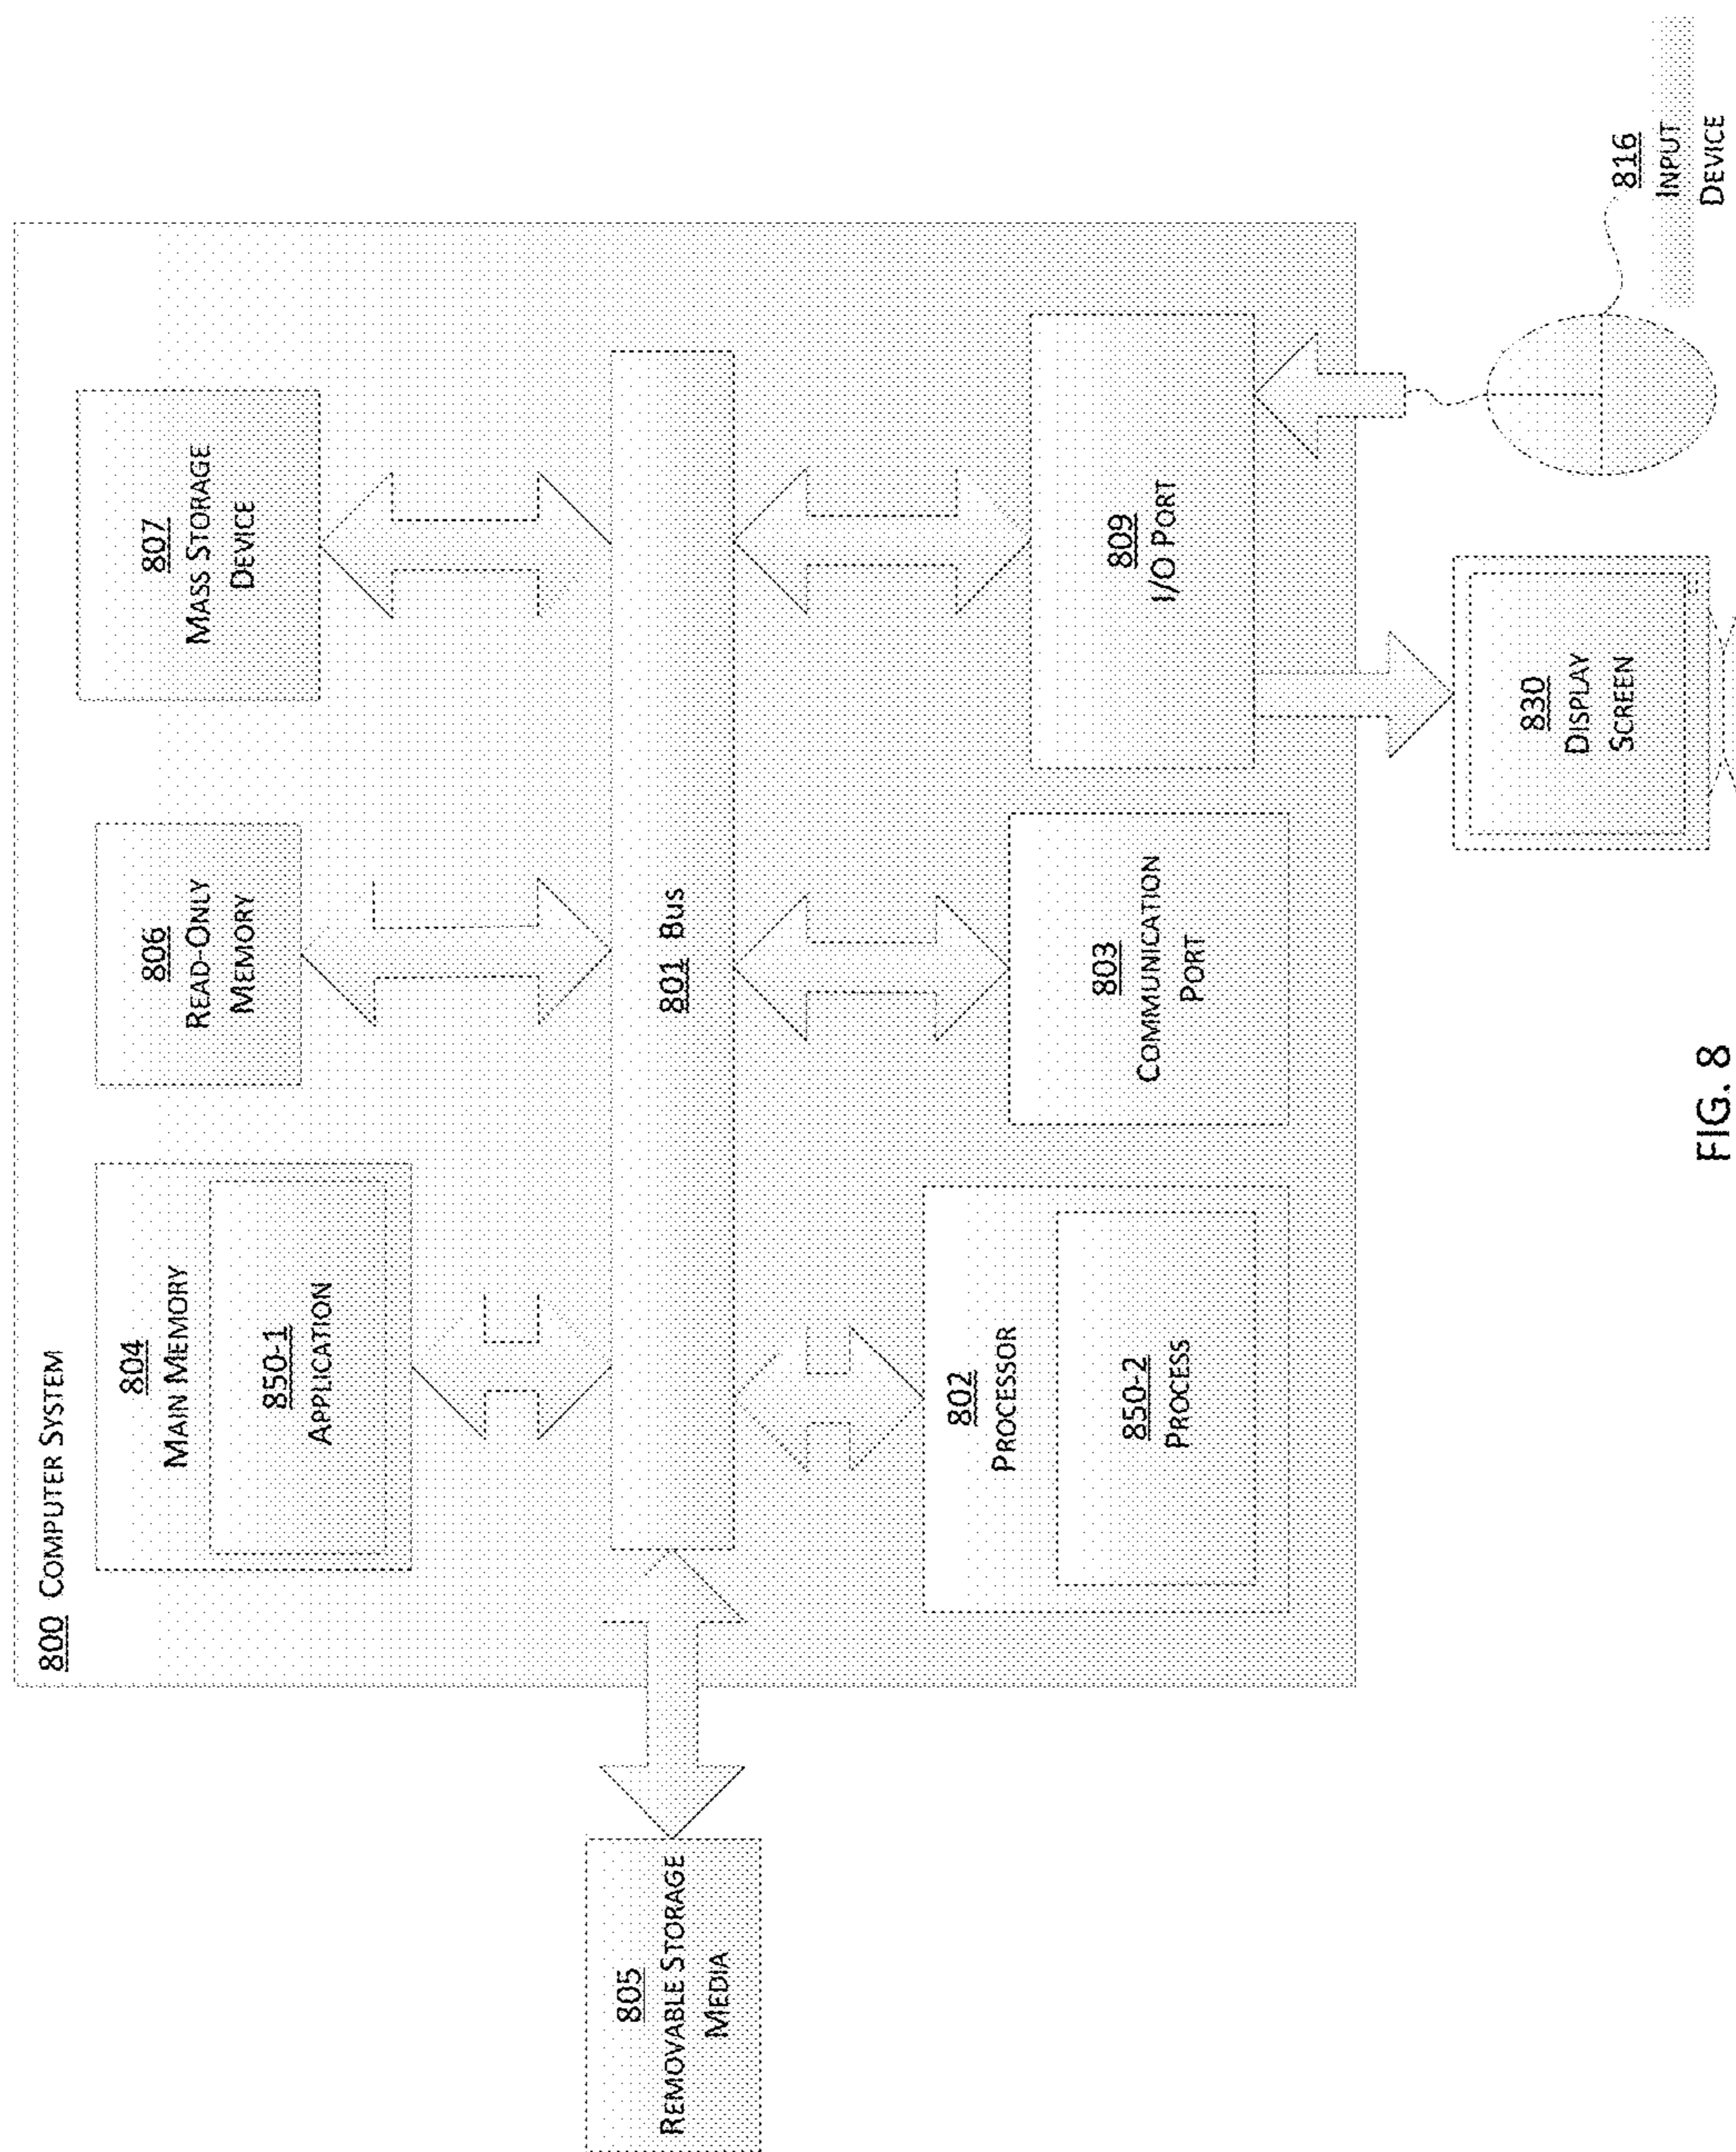 800 COMPUTER SYSTEM
804
MAIN MEMORY
850-1
APPLICATION
806
READ-ONLY
MEMORY
807
MASS STORAGE
DEVICE
805
REMOVABLE STORAGE
MEDIA
801 BUS
802
PROCESSOR
850-2
PROCESS
803
COMMUNICATION
PORT
809
I/O PORT
830
DISPLAY
SCREEN
816
INPUT
DEVICE
FIG. 8